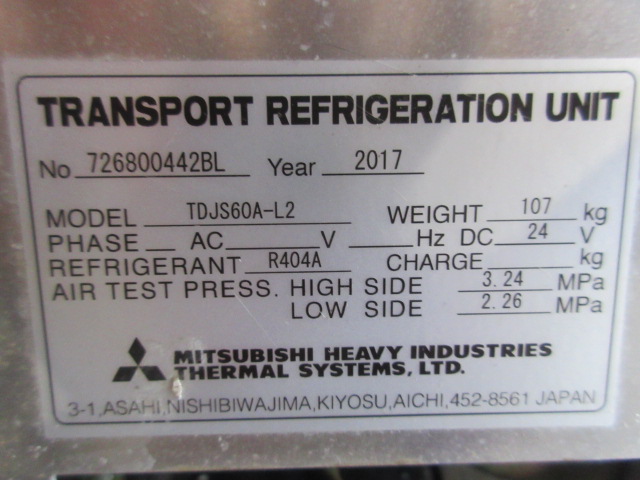 TRANSPORT REFRIGERATION UNIT
No 726800442BL Year 2017
MODEL TDJS60A-L2 WEIGHT 107 kg
PHASE AC V Hz DC 24 V
REFRIGERANT R404A CHARGE kg
AIR TEST PRESS. HIGH SIDE 3.24 MPa
LOW SIDE 2.26 MPa
MITSUBISHI HEAVY INDUSTRIES
THERMAL SYSTEMS, LTD.
3-1,ASAHI,NISHIBIWAJIMA,KIYOSU,AICHI,452-8561 JAPAN